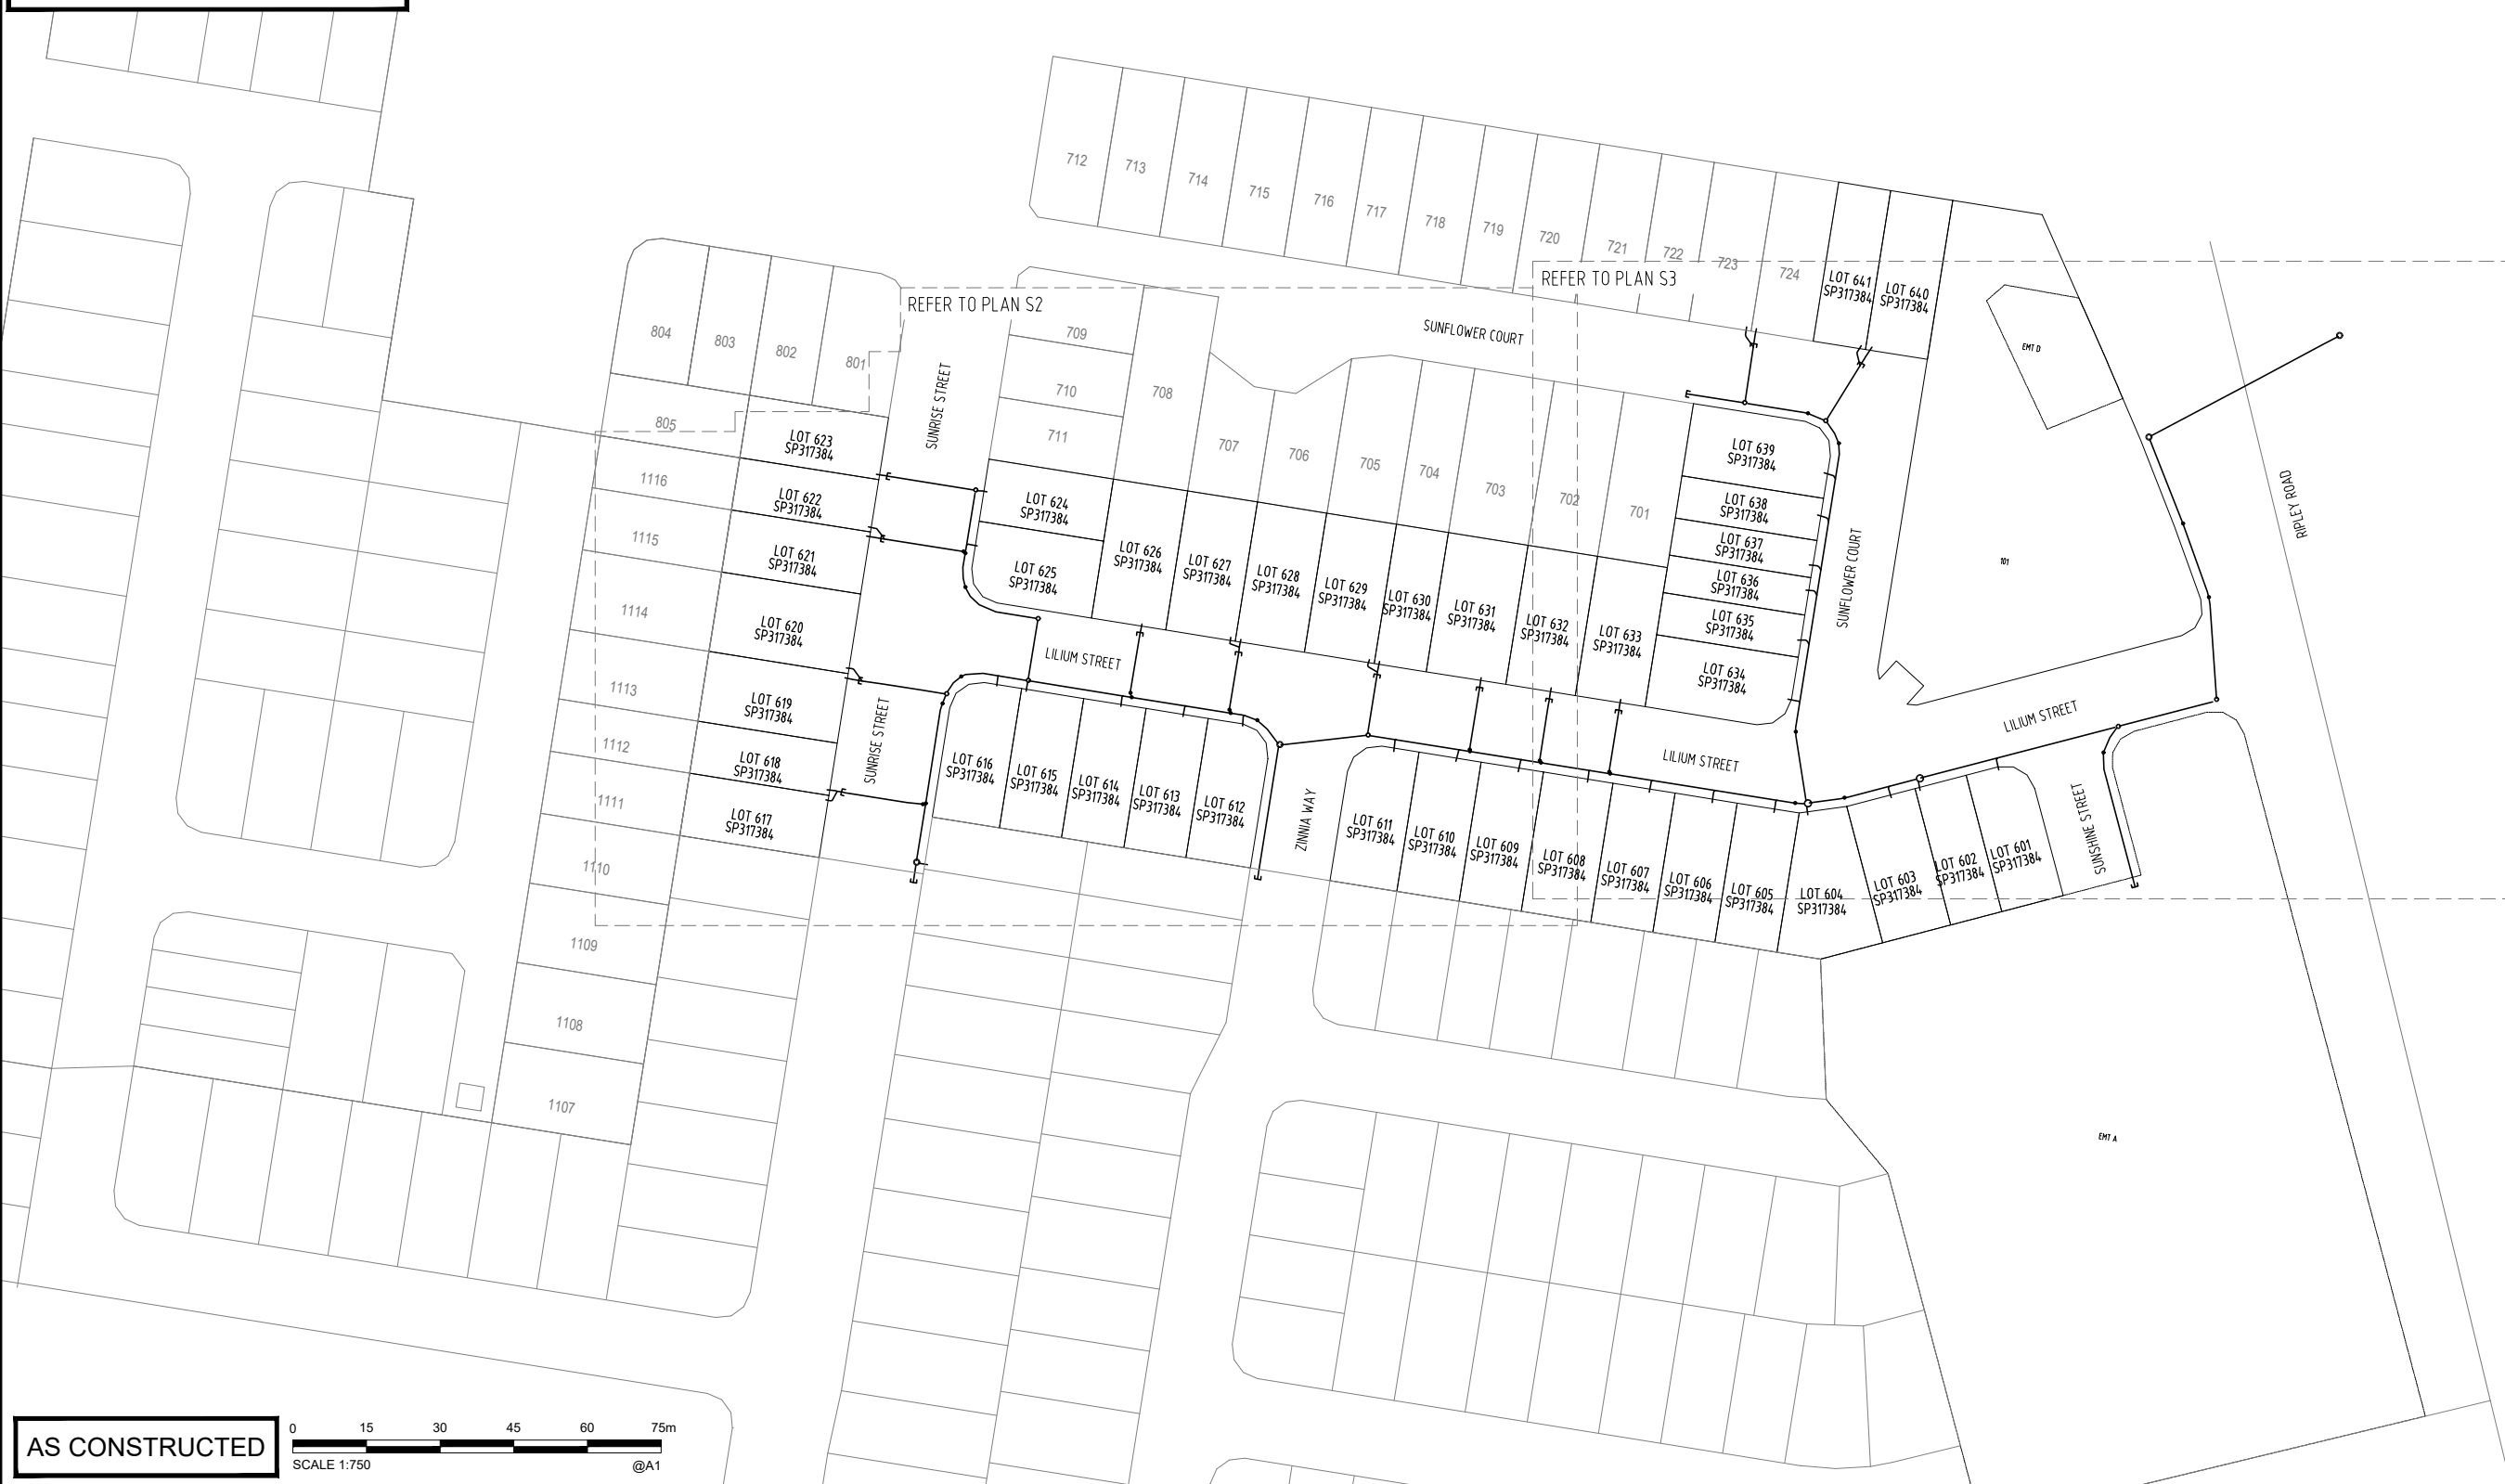 712
713
714
715
716
717
718
719
720
721
722
723
724
LOT 641
SP317384
LOT 640
SP317384
REFER TO PLAN S3
REFER TO PLAN S2
804
803
802
801
805
709
710
711
708
SUNFLOWER COURT
EMT D
SUNRISE STREET
707
706
705
704
703
702
701
LOT 639
SP317384
LOT 638
SP317384
LOT 637
SP317384
LOT 636
SP317384
LOT 635
SP317384
LOT 634
SP317384
SUNFLOWER COURT
RIPLEY ROAD
101
LOT 623
SP317384
LOT 622
SP317384
LOT 621
SP317384
LOT 620
SP317384
LOT 619
SP317384
LOT 618
SP317384
LOT 617
SP317384
1116
1115
1114
1113
1112
1111
1110
1109
1108
1107
LOT 624
SP317384
LOT 625
SP317384
LOT 626
SP317384
LOT 627
SP317384
LOT 628
SP317384
LOT 629
SP317384
LOT 630
SP317384
LOT 631
SP317384
LOT 632
SP317384
LOT 633
SP317384
LILIUM STREET
SUNRISE STREET
LOT 616
SP317384
LOT 615
SP317384
LOT 614
SP317384
LOT 613
SP317384
LOT 612
SP317384
ZINNIA WAY
LILIUM STREET
LILIUM STREET
SUNSHINE STREET
LOT 611
SP317384
LOT 610
SP317384
LOT 609
SP317384
LOT 608
SP317384
LOT 607
SP317384
LOT 606
SP317384
LOT 605
SP317384
LOT 604
SP317384
LOT 603
SP317384
LOT 602
SP317384
LOT 601
SP317384
EMT A
AS CONSTRUCTED
0 15 30 45 60 75m
SCALE 1:750 @A1